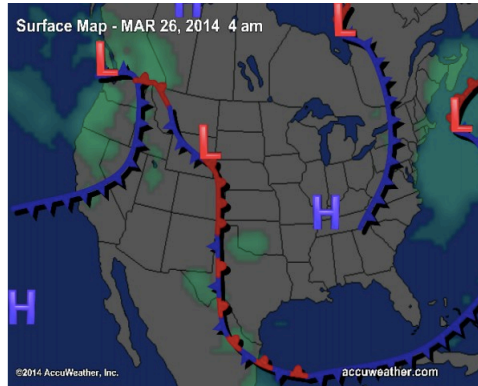 H
Surface Map - MAR 26, 2014 4 am
L
L
L
L
H
H
©2014 AccuWeather, Inc.
accuweather.com